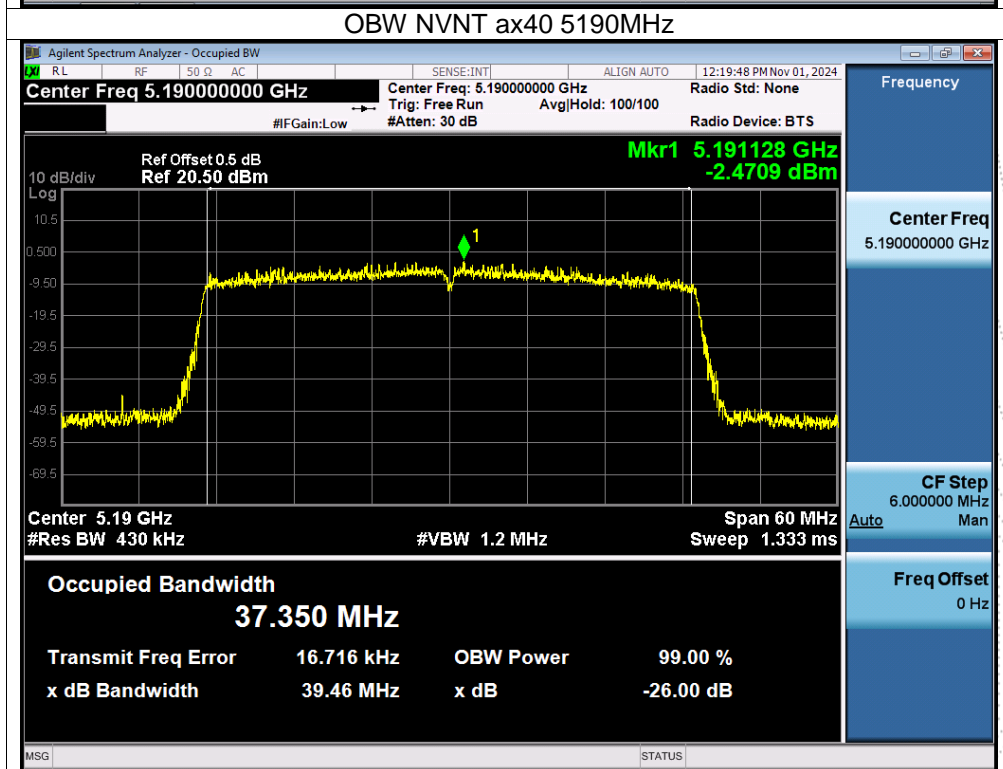 OBW NVNT ax40 5190MHz
Agilent Spectrum Analyzer - Occupied BW
LXI RL RF 50 Ω AC SENSE:INT ALIGN AUTO 12:19:48 PM Nov 01, 2024
Center Freq 5.190000000 GHz
Center Freq: 5.190000000 GHz Radio Std: None
Trig: Free Run Avg|Hold: 100/100
#IFGain:Low #Atten: 30 dB Radio Device: BTS
Mkr1 5.191128 GHz
-2.4709 dBm
Ref Offset 0.5 dB
10 dB/div Ref 20.50 dBm
Log
10.5
0.500
-9.50
-19.5
-29.5
-39.5
-49.5
-59.5
-69.5
1
Center 5.19 GHz Span 60 MHz
#Res BW 430 kHz #VBW 1.2 MHz Sweep 1.333 ms
Occupied Bandwidth
37.350 MHz
Transmit Freq Error 16.716 kHz OBW Power 99.00 %
x dB Bandwidth 39.46 MHz x dB -26.00 dB
Frequency
Center Freq
5.190000000 GHz
CF Step
6.000000 MHz
Auto Man
Freq Offset
0 Hz
MSG STATUS